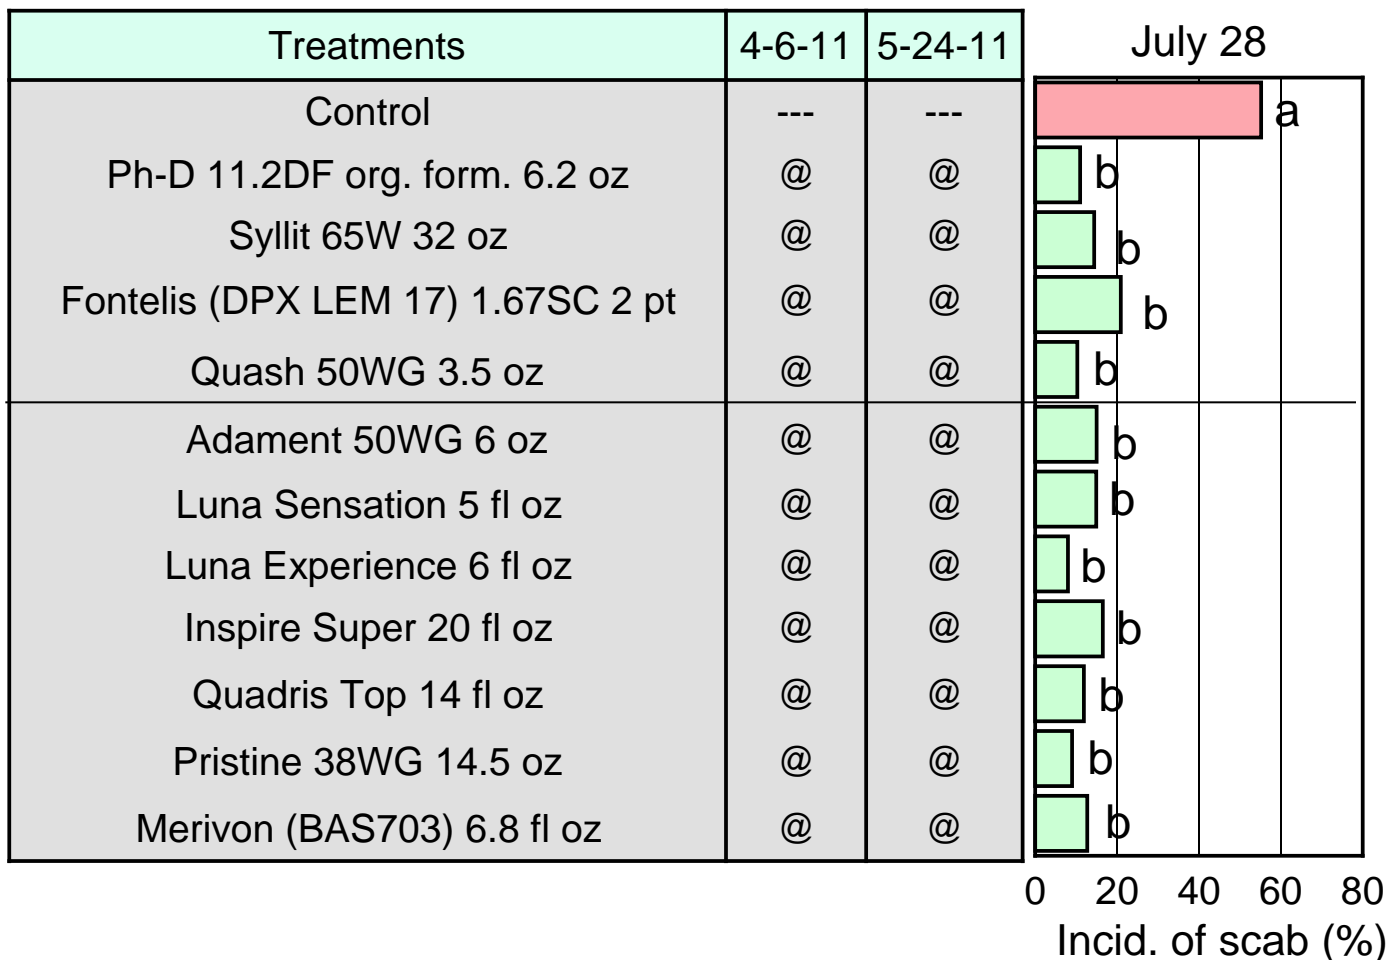 Treatments 4-6-11 5-24-11 July 28
Control --- --- a
Ph-D 11.2DF org. form. 6.2 oz @ @ b
Syllit 65W 32 oz @ @ b
Fontelis (DPX LEM 17) 1.67SC 2 pt @ @ b
Quash 50WG 3.5 oz @ @ b
Adament 50WG 6 oz @ @ b
Luna Sensation 5 fl oz @ @ b
Luna Experience 6 fl oz @ @ b
Inspire Super 20 fl oz @ @ b
Quadris Top 14 fl oz @ @ b
Pristine 38WG 14.5 oz @ @ b
Merivon (BAS703) 6.8 fl oz @ @ b
0 20 40 60 80
Incid. of scab (%)